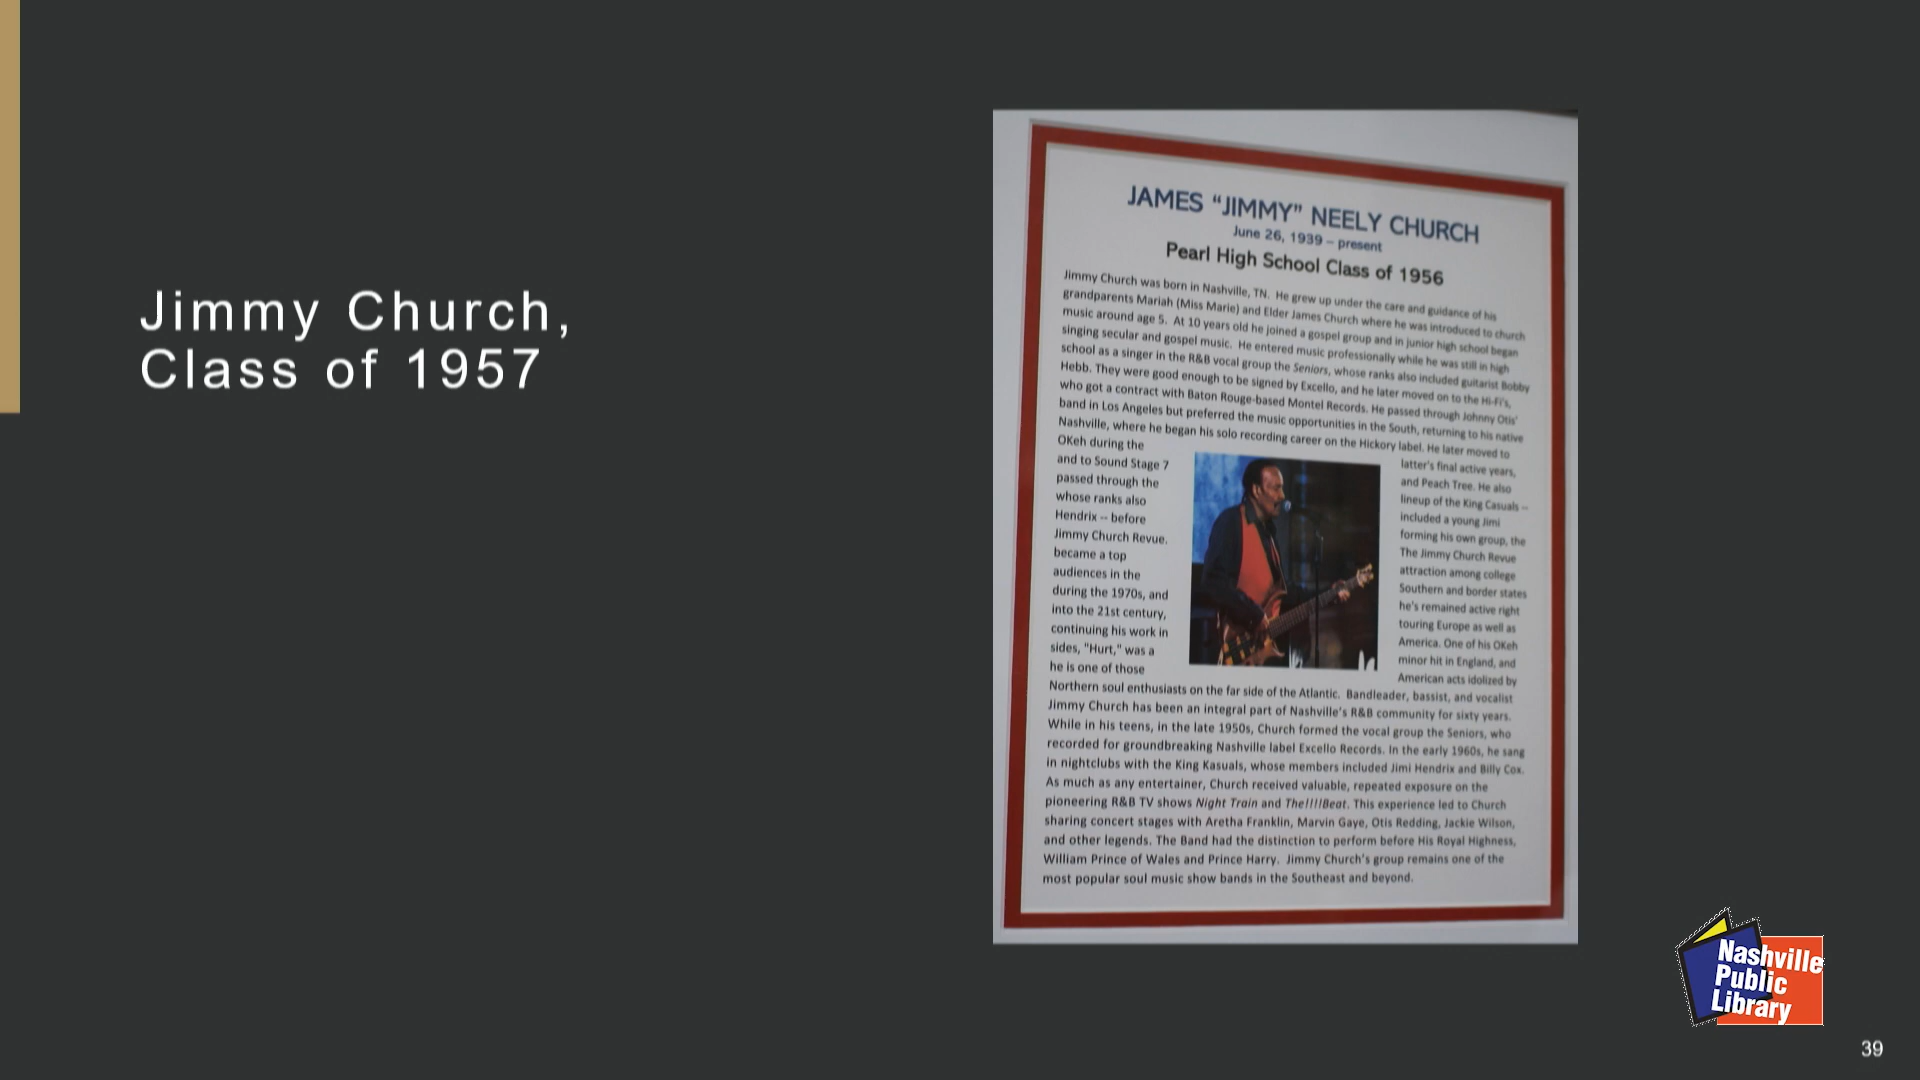 Jimmy Church,
Class of 1957
JAMES “JIMMY” NEELY CHURCH
June 26, 1939 – present
Pearl High School Class of 1956
Jimmy Church was born in Nashville, TN. He grew up under the care and guidance of his
grandparents Mariah (Miss Marie) and Elder James Church where he was introduced to church
music around age 5. At 10 years old he joined a gospel group and in junior high school began
singing secular and gospel music. He entered music professionally while he was still in high
school as a singer in the R&B vocal group the Seniors, whose ranks also included guitarist Bobby
Hebb. They were good enough to be signed by Excello, and he later moved on to the Hi-Fi's,
who got a contract with Baton Rouge-based Montel Records. He passed through Johnny Otis'
band in Los Angeles but preferred the music opportunities in the South, returning to his native
Nashville, where he began his solo recording career on the Hickory label. He later moved to
OKeh during the latter's final active years,
and to Sound Stage 7 and Peach Tree. He also
passed through the lineup of the King Casuals --
whose ranks also included a young Jimi
Hendrix -- before forming his own group, the
Jimmy Church Revue. The Jimmy Church Revue
became a top attraction among college
audiences in the Southern and border states
during the 1970s, and he's remained active right
into the 21st century, touring Europe as well as
continuing his work in America. One of his OKeh
sides, "Hurt," was a minor hit in England, and
he is one of those American acts idolized by
Northern soul enthusiasts on the far side of the Atlantic. Bandleader, bassist, and vocalist
Jimmy Church has been an integral part of Nashville's R&B community for sixty years.
While in his teens, in the late 1950s, Church formed the vocal group the Seniors, who
recorded for groundbreaking Nashville label Excello Records. In the early 1960s, he sang
in nightclubs with the King Kasuals, whose members included Jimi Hendrix and Billy Cox.
As much as any entertainer, Church received valuable, repeated exposure on the
pioneering R&B TV shows Night Train and The!!!!Beat. This experience led to Church
sharing concert stages with Aretha Franklin, Marvin Gaye, Otis Redding, Jackie Wilson,
and other legends. The Band had the distinction to perform before His Royal Highness,
William Prince of Wales and Prince Harry. Jimmy Church's group remains one of the
most popular soul music show bands in the Southeast and beyond.
Nashville
Public
Library
39